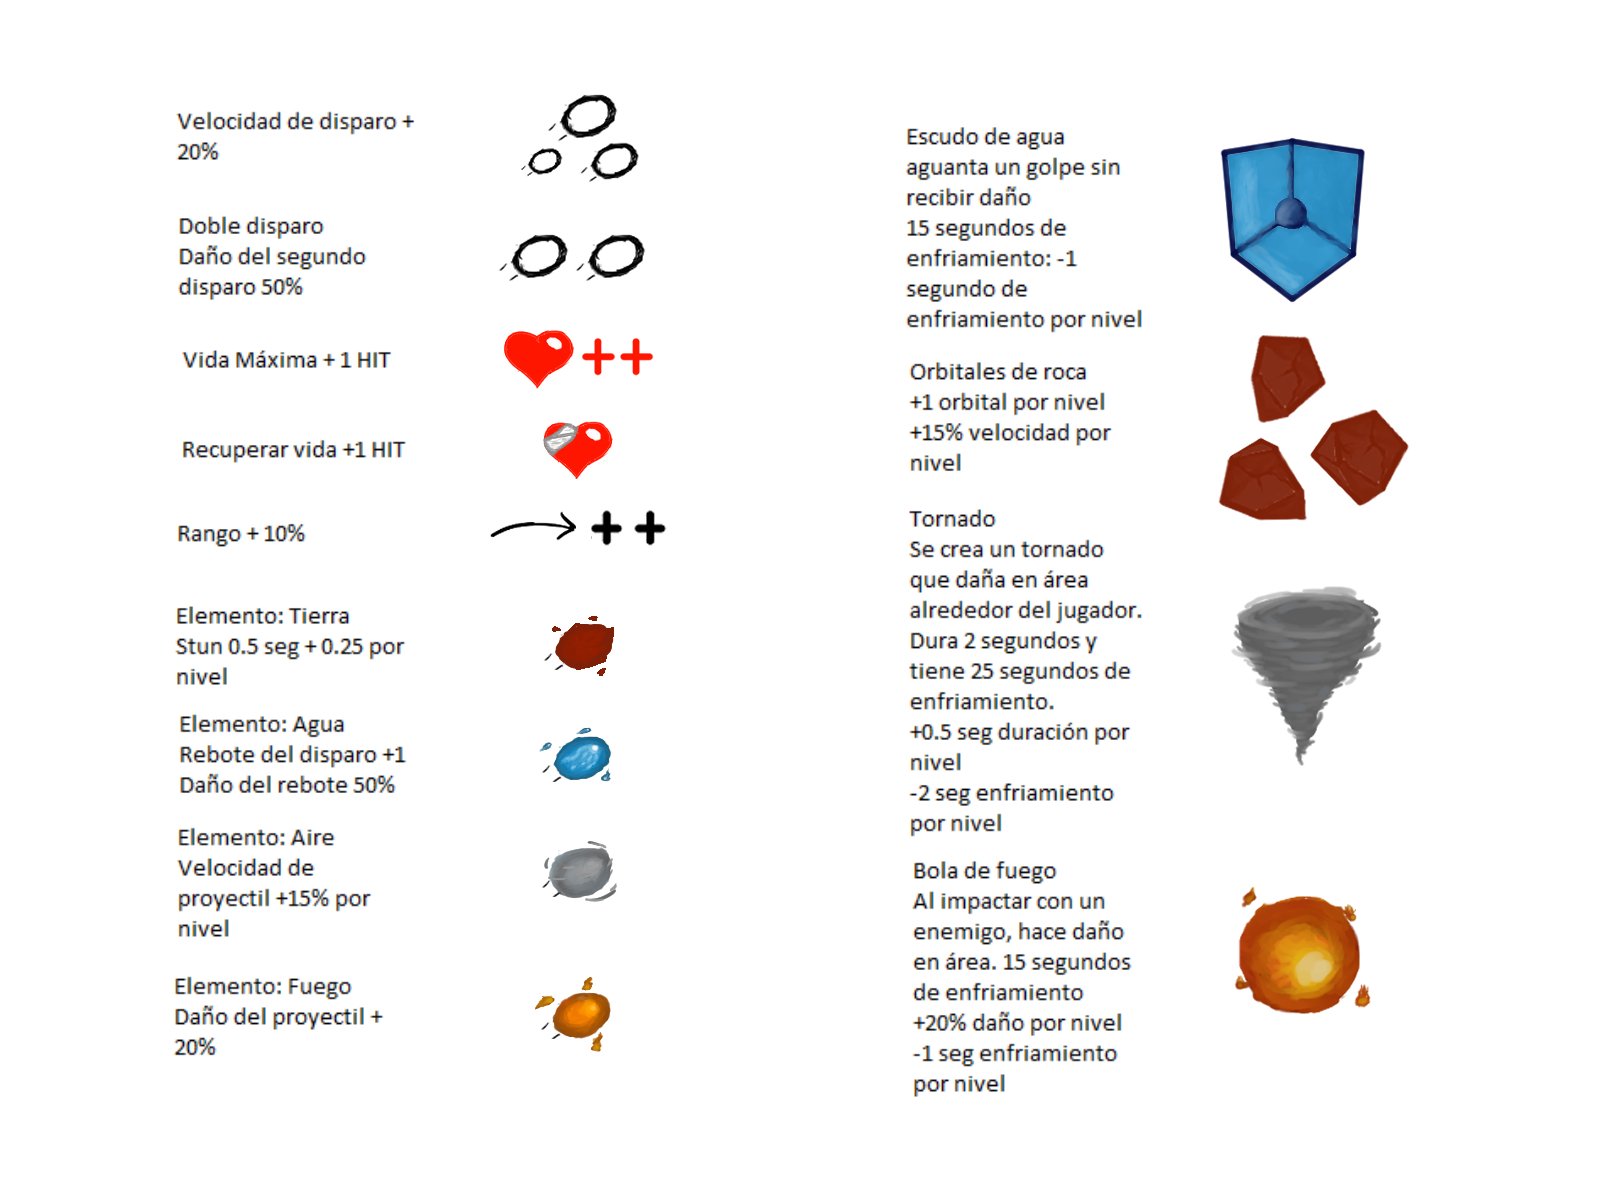 Velocidad de disparo +
20%
Doble disparo
Daño del segundo
disparo 50%
Vida Máxima + 1 HIT
Recuperar vida +1 HIT
Rango + 10%
Elemento: Tierra
Stun 0.5 seg + 0.25 por
nivel
Elemento: Agua
Rebote del disparo +1
Daño del rebote 50%
Elemento: Aire
Velocidad de
proyectil +15% por
nivel
Elemento: Fuego
Daño del proyectil +
20%
Escudo de agua
aguanta un golpe sin
recibir daño
15 segundos de
enfriamiento: -1
segundo de
enfriamiento por nivel
Orbitales de roca
+1 orbital por nivel
+15% velocidad por
nivel
Tornado
Se crea un tornado
que daña en área
alrededor del jugador.
Dura 2 segundos y
tiene 25 segundos de
enfriamiento.
+0.5 seg duración por
nivel
-2 seg enfriamiento
por nivel
Bola de fuego
Al impactar con un
enemigo, hace daño
en área. 15 segundos
de enfriamiento
+20% daño por nivel
-1 seg enfriamiento
por nivel